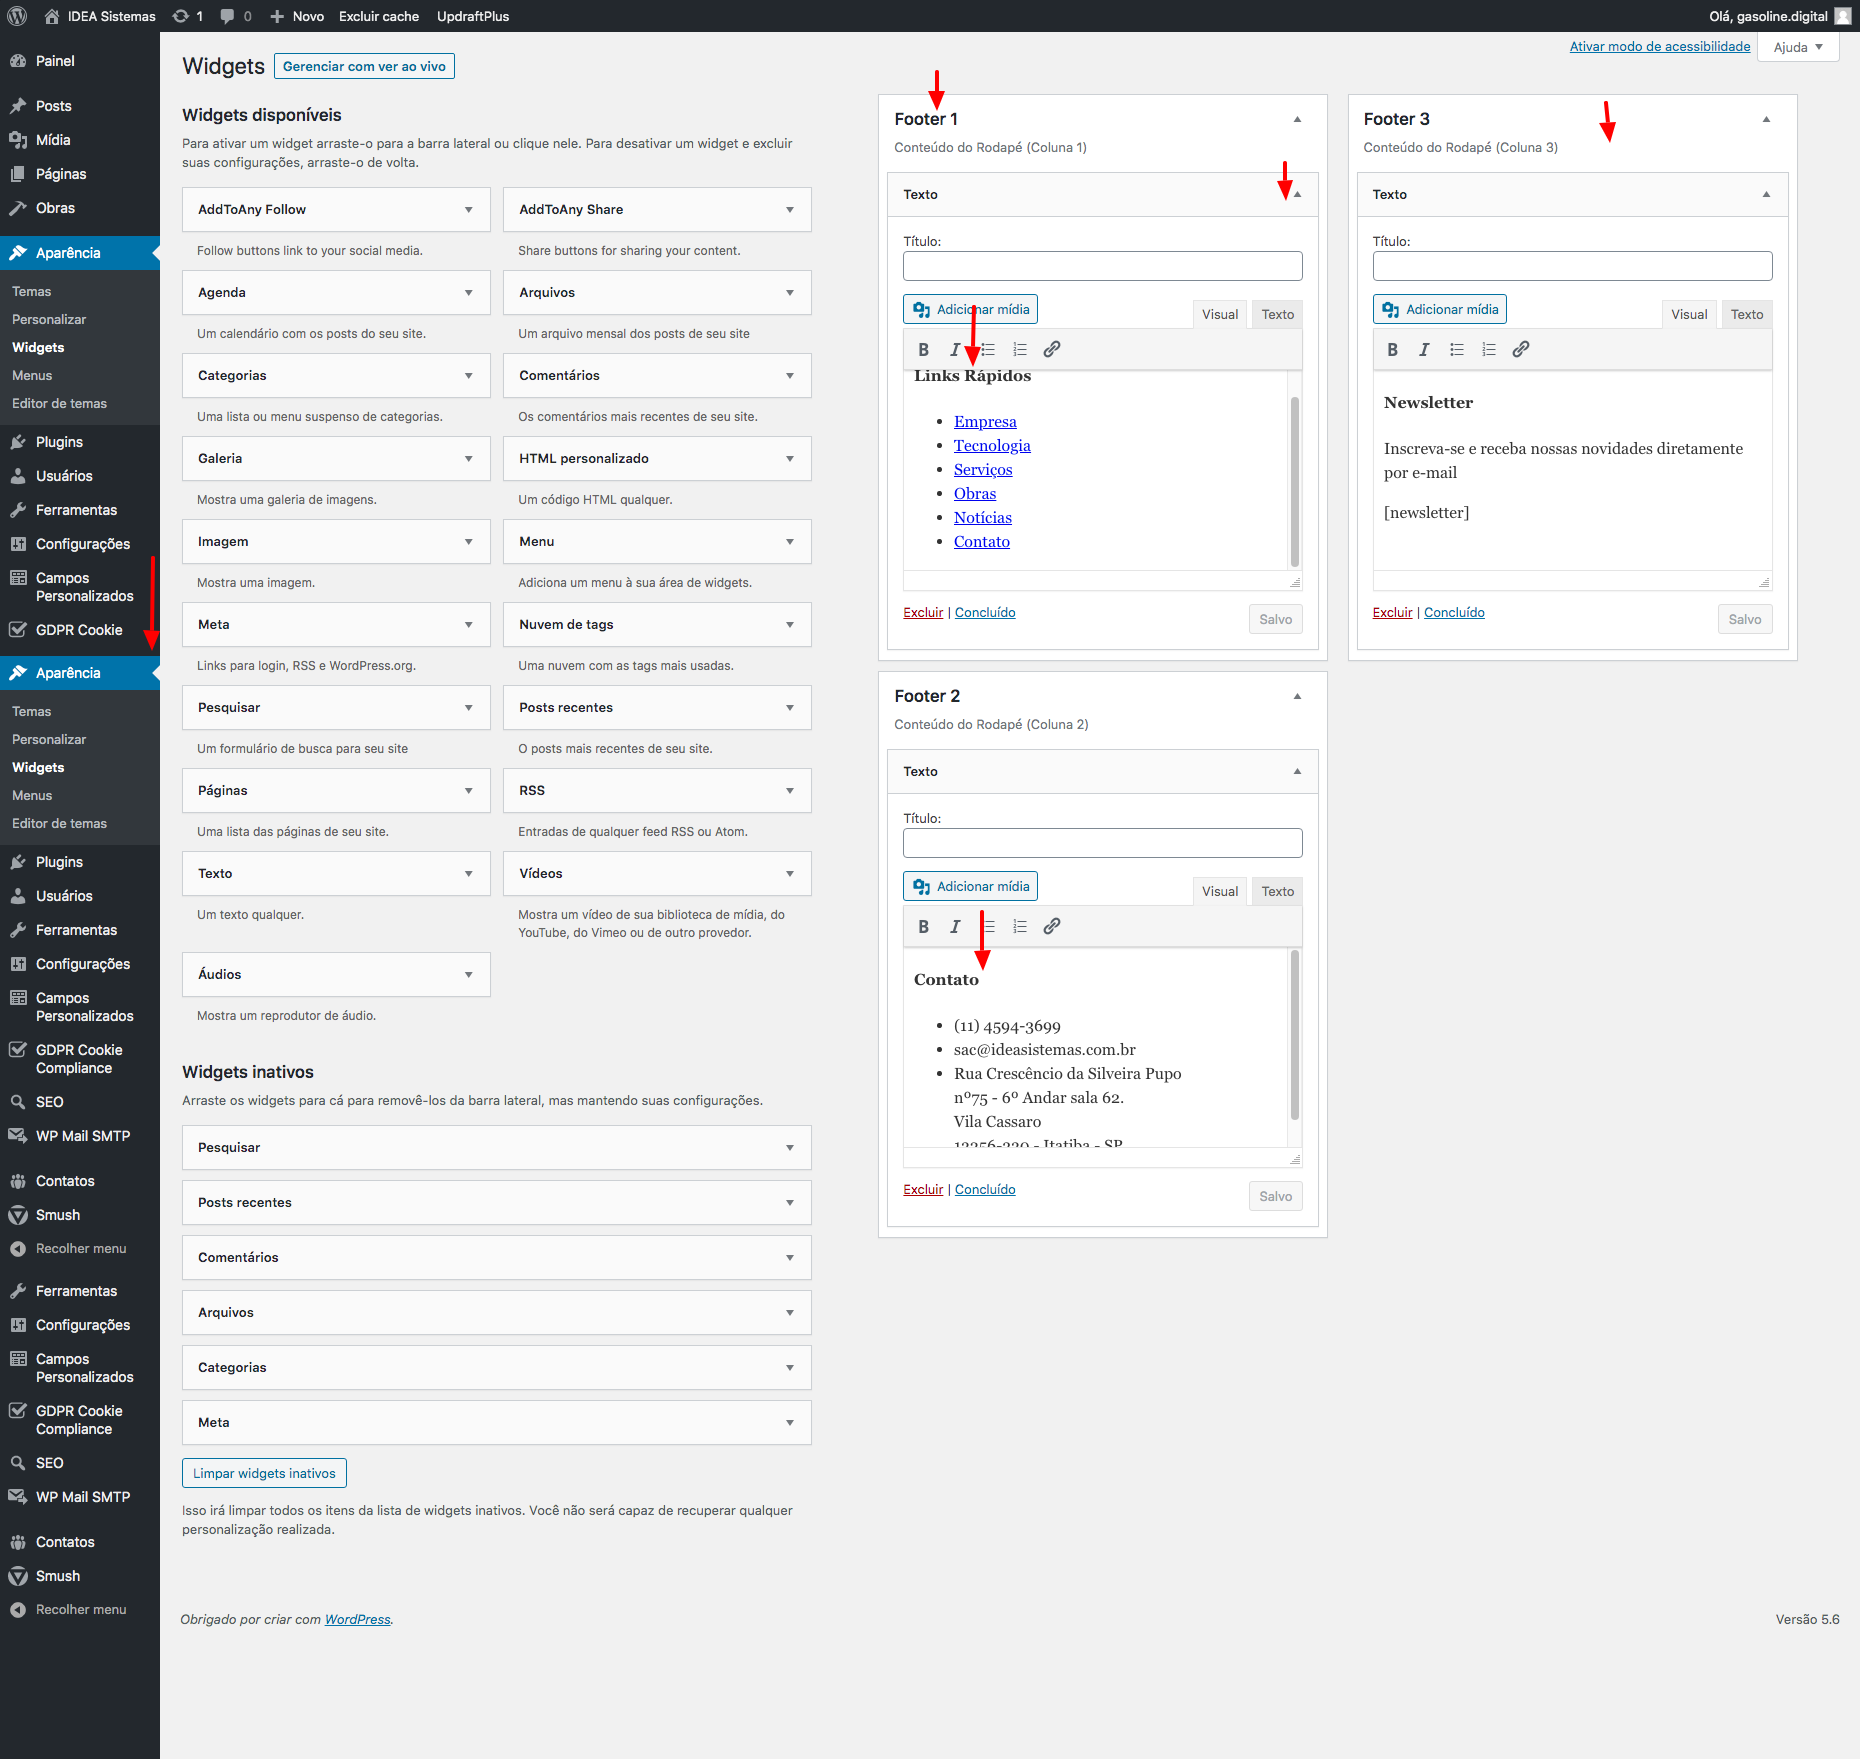 IDEA Sistemas 1 0 Novo Excluir cache UpdraftPlus Olá, gasoline.digital
Painel
Posts
Mídia
Páginas
Obras
Aparência
Temas
Personalizar
Widgets
Menus
Editor de temas
Plugins
Usuários
Ferramentas
Configurações
Campos
Personalizados
GDPR Cookie
Aparência
Temas
Personalizar
Widgets
Menus
Editor de temas
Plugins
Usuários
Ferramentas
Configurações
Campos
Personalizados
GDPR Cookie
Compliance
SEO
WP Mail SMTP
Contatos
Smush
Recolher menu
Ferramentas
Configurações
Campos
Personalizados
GDPR Cookie
Compliance
SEO
WP Mail SMTP
Contatos
Smush
Recolher menu
Ativar modo de acessibilidade
Ajuda
Widgets
Gerenciar com ver ao vivo
Widgets disponíveis
Para ativar um widget arraste-o para a barra lateral ou clique nele. Para desativar um widget e excluir
suas configurações, arraste-o de volta.
AddToAny Follow
Follow buttons link to your social media.
AddToAny Share
Share buttons for sharing your content.
Agenda
Um calendário com os posts do seu site.
Arquivos
Um arquivo mensal dos posts de seu site
Categorias
Uma lista ou menu suspenso de categorias.
Comentários
Os comentários mais recentes de seu site.
Galeria
Mostra uma galeria de imagens.
HTML personalizado
Um código HTML qualquer.
Imagem
Mostra uma imagem.
Menu
Adiciona um menu à sua área de widgets.
Meta
Links para login, RSS e WordPress.org.
Nuvem de tags
Uma nuvem com as tags mais usadas.
Pesquisar
Um formulário de busca para seu site
Posts recentes
O posts mais recentes de seu site.
Páginas
Uma lista das páginas de seu site.
RSS
Entradas de qualquer feed RSS ou Atom.
Texto
Um texto qualquer.
Vídeos
Mostra um vídeo de sua biblioteca de mídia, do
YouTube, do Vimeo ou de outro provedor.
Áudios
Mostra um reprodutor de áudio.
Widgets inativos
Arraste os widgets para cá para removê-los da barra lateral, mas mantendo suas configurações.
Pesquisar
Posts recentes
Comentários
Arquivos
Categorias
Meta
Limpar widgets inativos
Isso irá limpar todos os itens da lista de widgets inativos. Você não será capaz de recuperar qualquer
personalização realizada.
Footer 1
Conteúdo do Rodapé (Coluna 1)
Texto
Título:
Adicionar mídia
Visual
Texto
B I
Links Rápidos
Empresa
Tecnologia
Serviços
Obras
Notícias
Contato
Excluir | Concluído
Salvo
Footer 2
Conteúdo do Rodapé (Coluna 2)
Texto
Título:
Adicionar mídia
Visual
Texto
B I
Contato
(11) 4594-3699
sac@ideasistemas.com.br
Rua Crescêncio da Silveira Pupo
nº75 - 6º Andar sala 62.
Vila Cassaro
- Itatiba - SP
Excluir | Concluído
Salvo
Footer 3
Conteúdo do Rodapé (Coluna 3)
Texto
Título:
Adicionar mídia
Visual
Texto
B I
Newsletter
Inscreva-se e receba nossas novidades diretamente
por e-mail
[newsletter]
Excluir | Concluído
Salvo
Obrigado por criar com WordPress.
Versão 5.6